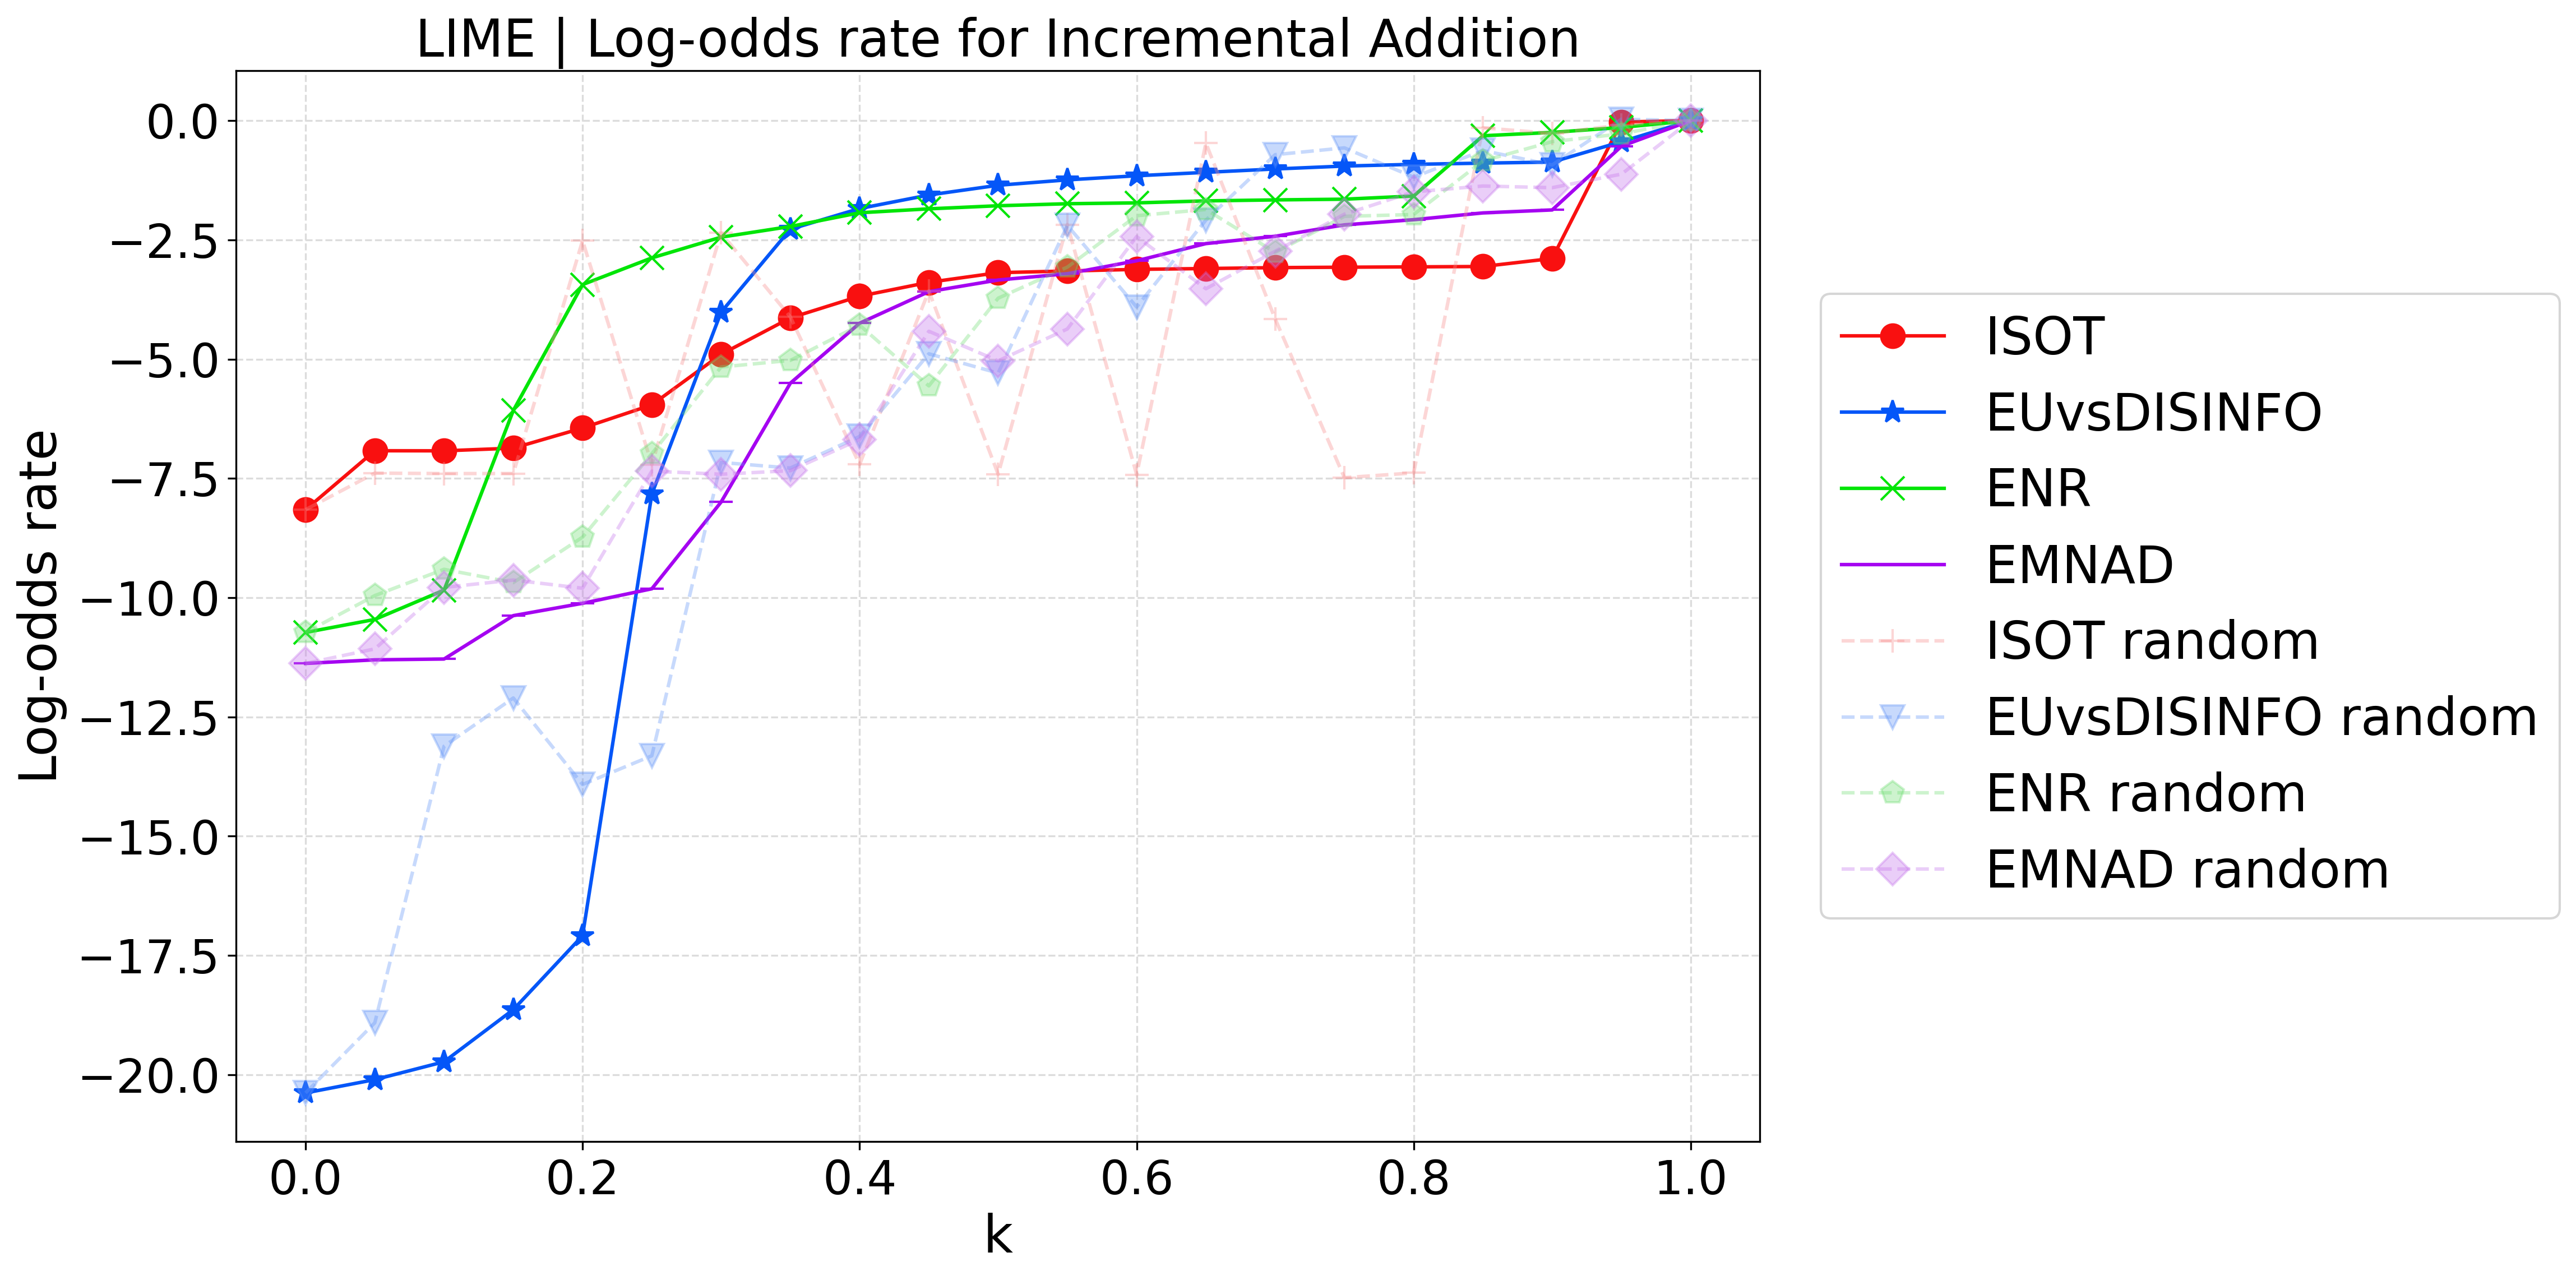 LIME | Log-odds rate for Incremental Addition
Log-odds rate
0.0
−2.5
−5.0
−7.5
−10.0
−12.5
−15.0
−17.5
−20.0
0.0 0.2 0.4 0.6 0.8 1.0
k
ISOT
EUvsDISINFO
ENR
EMNAD
ISOT random
EUvsDISINFO random
ENR random
EMNAD random